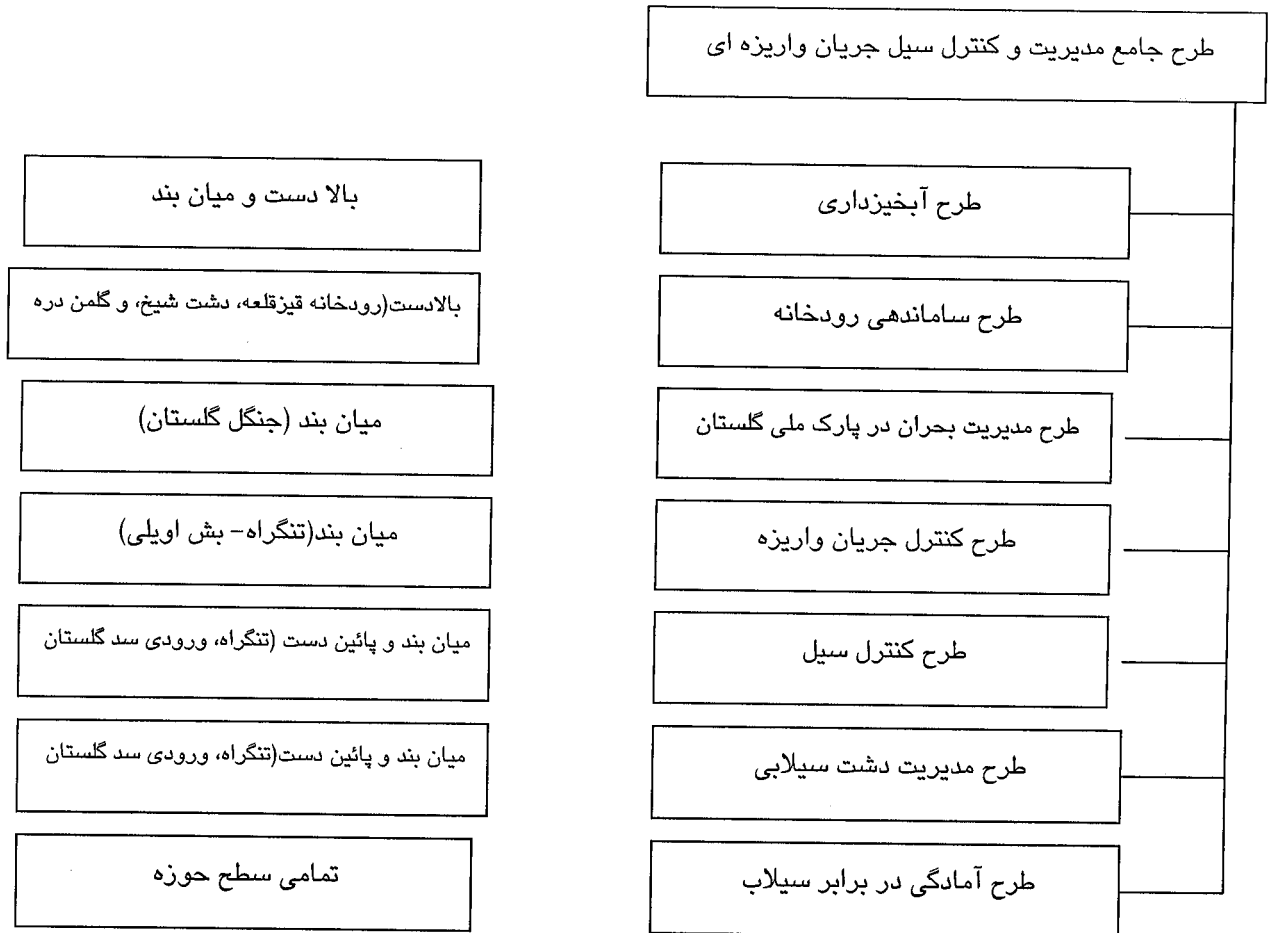 طرح جامع مدیریت و کنترل سیل جریان واریزه ای
طرح آبخیزداری
بالا دست و میان بند
طرح ساماندهی رودخانه
بالادست(رودخانه قیزقلعه، دشت شیخ، و گلمن دره
طرح مدیریت بحران در پارک ملی گلستان
میان بند (جنگل گلستان)
طرح کنترل جریان واریزه
میان بند(تنگراه- بش اویلی)
طرح کنترل سیل
میان بند و پائین دست (تنگراه، ورودی سد گلستان
طرح مدیریت دشت سیلابی
میان بند و پائین دست(تنگراه، ورودی سد گلستان
طرح آمادگی در برابر سیلاب
تمامی سطح حوزه